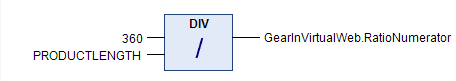 DIV
360
/
GearInVirtualWeb.RatioNumerator
PRODUCTLENGTH